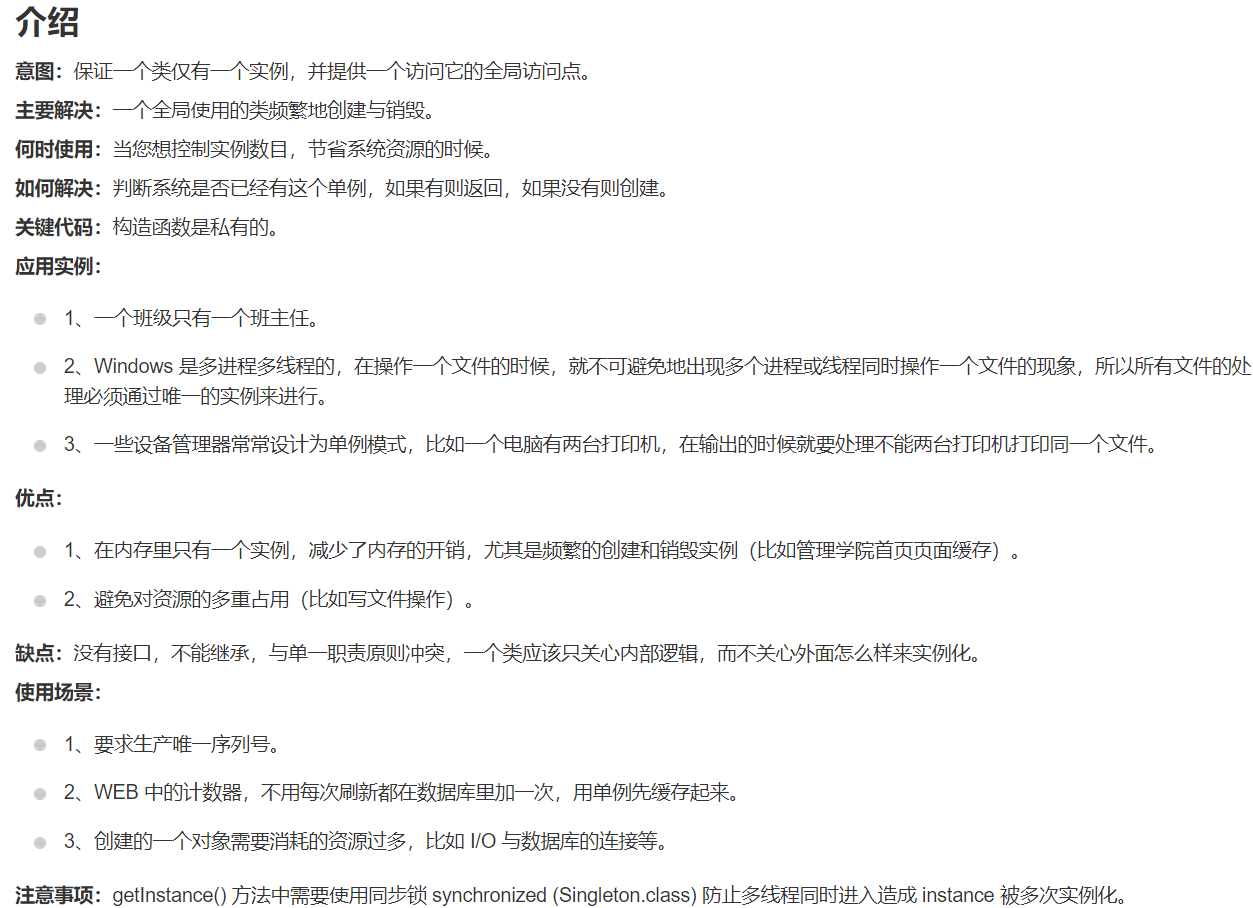 介绍
意图：保证一个类仅有一个实例，并提供一个访问它的全局访问点。
主要解决：一个全局使用的类频繁地创建与销毁。
何时使用：当您想控制实例数目，节省系统资源的时候。
如何解决：判断系统是否已经有这个单例，如果有则返回，如果没有则创建。
关键代码：构造函数是私有的。
应用实例：
1、一个班级只有一个班主任。
2、Windows 是多进程多线程的，在操作一个文件的时候，就不可避免地出现多个进程或线程同时操作一个文件的现象，所以所有文件的处
理必须通过唯一的实例来进行。
3、一些设备管理器常常设计为单例模式，比如一个电脑有两台打印机，在输出的时候就要处理不能两台打印机打印同一个文件。
优点：
1、在内存里只有一个实例，减少了内存的开销，尤其是频繁的创建和销毁实例（比如管理学院首页页面缓存）。
2、避免对资源的多重占用（比如写文件操作）。
缺点：没有接口，不能继承，与单一职责原则冲突，一个类应该只关心内部逻辑，而不关心外面怎么样来实例化。
使用场景：
1、要求生产唯一序列号。
2、WEB 中的计数器，不用每次刷新都在数据库里加一次，用单例先缓存起来。
3、创建的一个对象需要消耗的资源过多，比如 I/O 与数据库的连接等。
注意事项：getInstance() 方法中需要使用同步锁 synchronized (Singleton.class) 防止多线程同时进入造成 instance 被多次实例化。